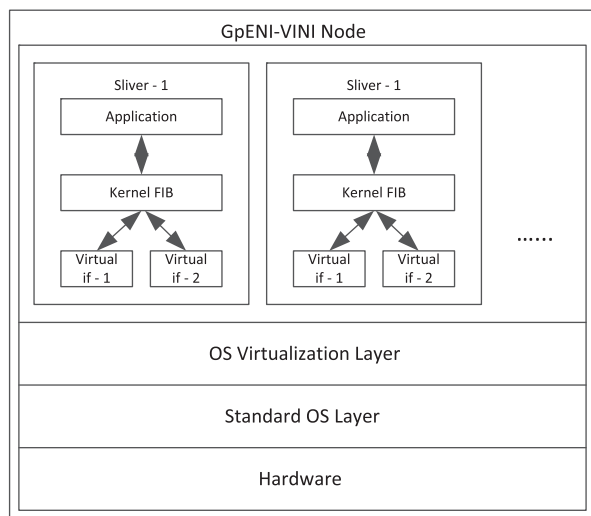 GpENI-VINI Node
Sliver - 1
Application
Kernel FIB
Virtual
if - 1
Virtual
if - 2
Sliver - 1
Application
Kernel FIB
Virtual
if - 1
Virtual
if - 2
......
OS Virtualization Layer
Standard OS Layer
Hardware